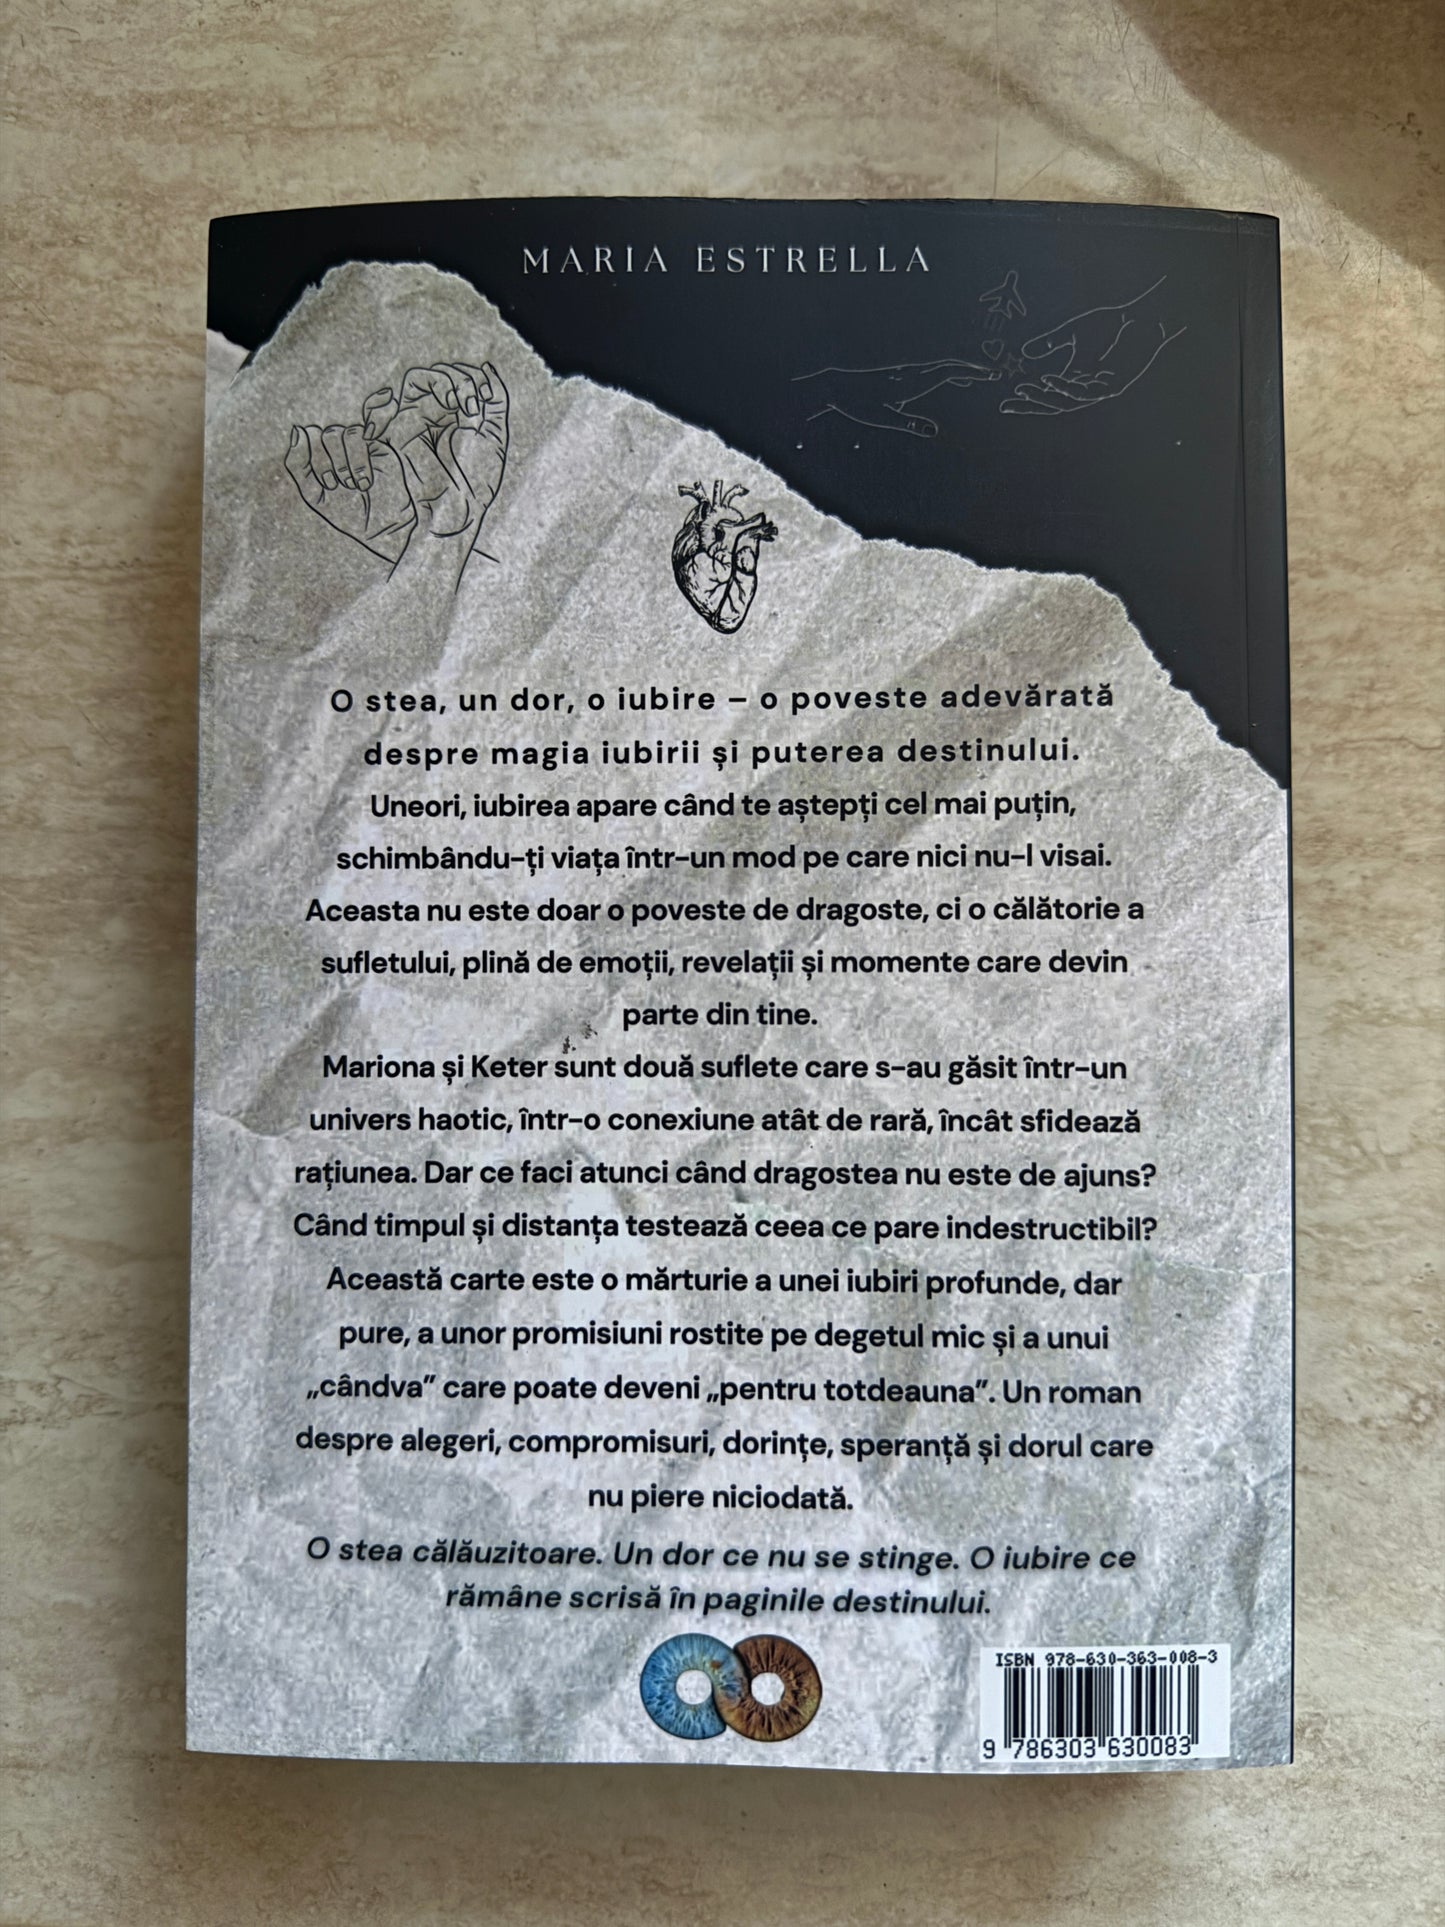 MARIA ESTRELLA
O stea, un dor, o iubire – o poveste adevărată
despre magia iubirii și puterea destinului.
Uneori, iubirea apare când te aștepți cel mai puțin,
schimbându-ți viața într-un mod pe care nici nu-l visai.
Aceasta nu este doar o poveste de dragoste, ci o călătorie a
sufletului, plină de emoții, revelații și momente care devin
parte din tine.
Mariona și Keter sunt două suflete care s-au găsit într-un
univers haotic, într-o conexiune atât de rară, încât sfidează
rațiunea. Dar ce faci atunci când dragostea nu este de ajuns?
Când timpul și distanța testează ceea ce pare indestructibil?
Această carte este o mărturie a unei iubiri profunde, dar
pure, a unor promisiuni rostite pe degetul mic și a unui
„cândva” care poate deveni „pentru totdeauna”. Un roman
despre alegeri, compromisuri, dorințe, speranță și dorul care
nu piere niciodată.
O stea călăuzitoare. Un dor ce nu se stinge. O iubire ce
rămâne scrisă în paginile destinului.
ISBN 978-630-363-008-3
9 786303 630083